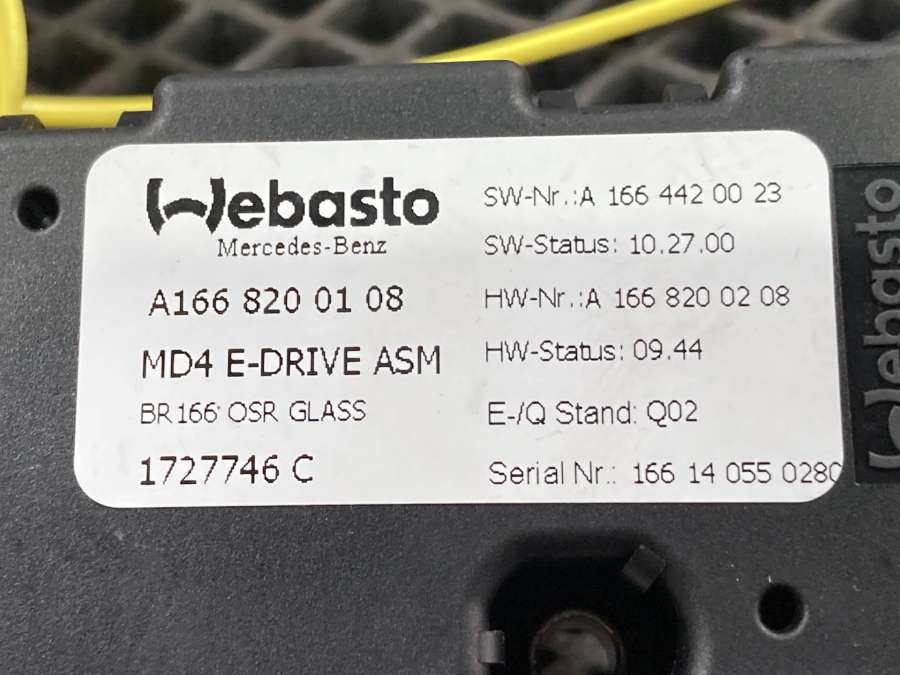 Webasto
Mercedes-Benz
A166 820 01 08
MD4 E-DRIVE ASM
BR166 OSR GLASS
1727746 C
SW-Nr.:A 166 442 00 23
SW-Status: 10.27.00
HW-Nr.:A 166 820 02 08
HW-Status: 09.44
E-/Q Stand: Q02
Serial Nr.: 166 14 055 0280
Webasto